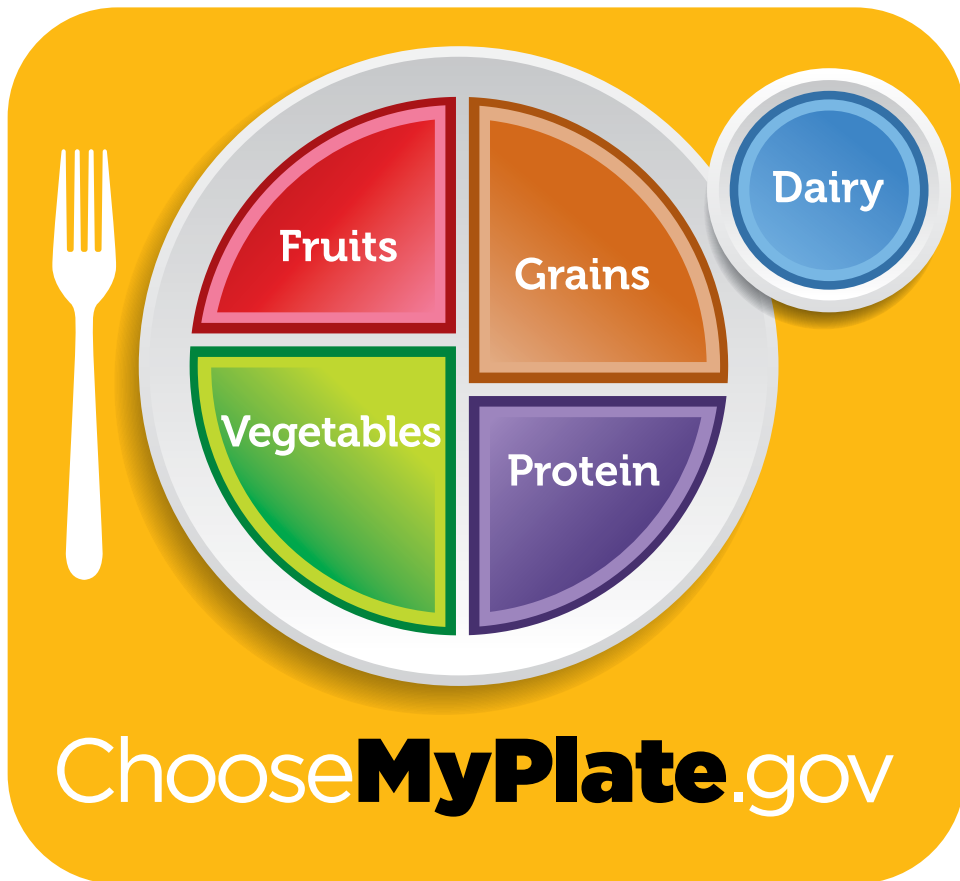 Fruits
Grains
Dairy
Vegetables
Protein
ChooseMyPlate.gov